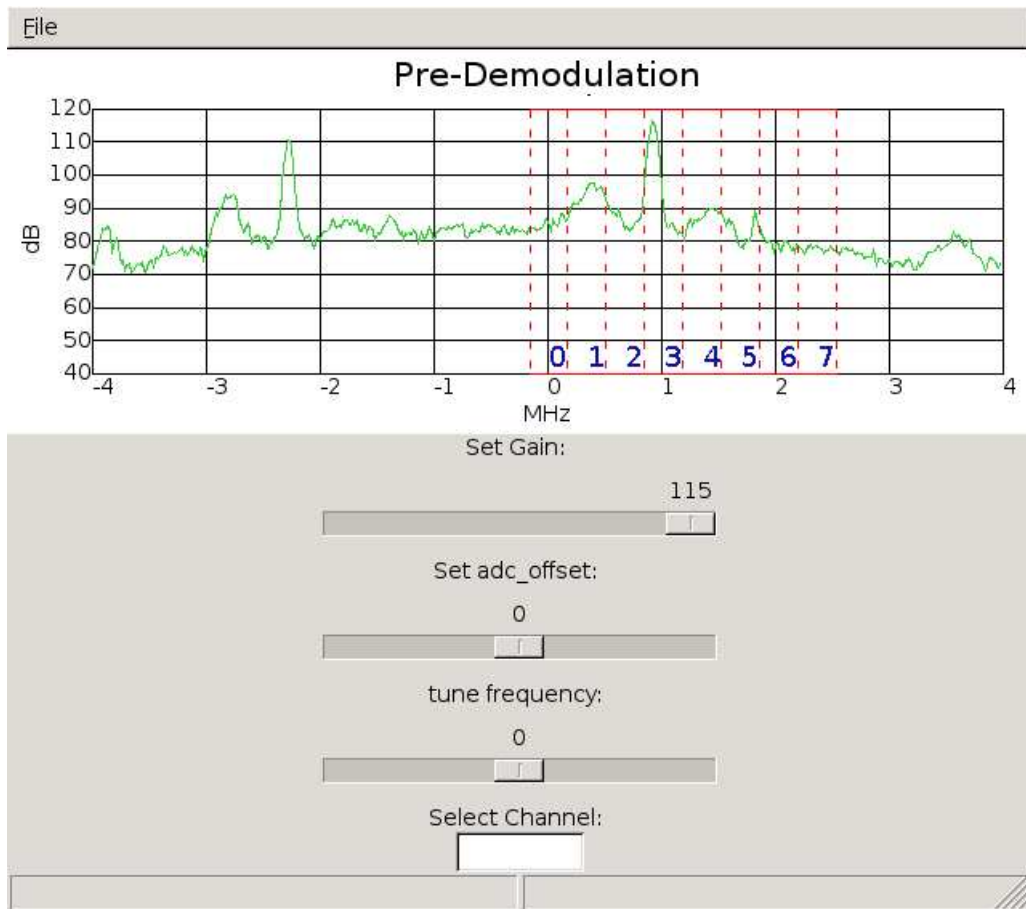 File
Pre-Demodulation
120
110
100
90
80
70
60
50
40
dB
0 1 2 3 4 5 6 7
-4 -3 -2 -1 0 1 2 3 4
MHz
Set Gain:
115
Set adc_offset:
0
tune frequency:
0
Select Channel: